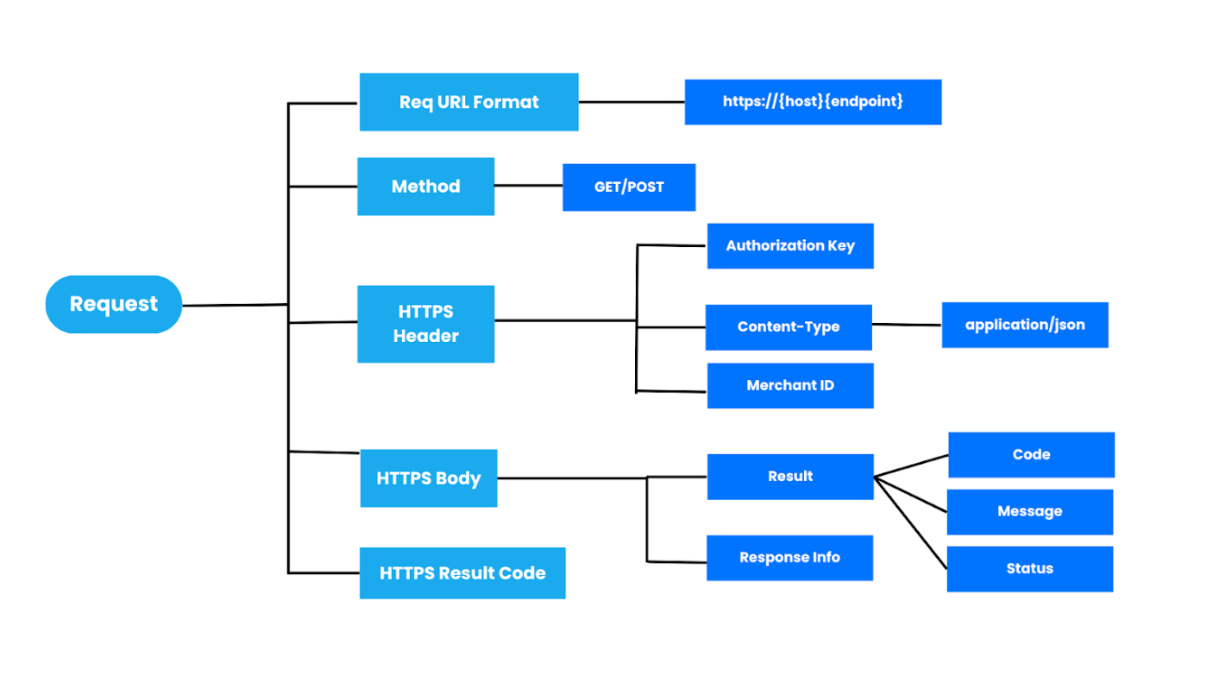 Req URL Format
https://{host}{endpoint}
Method
GET/POST
Authorization Key
Request
HTTPS
Header
Content-Type
application/json
Merchant ID
HTTPS Body
Result
Code
Message
Response Info
Status
HTTPS Result Code